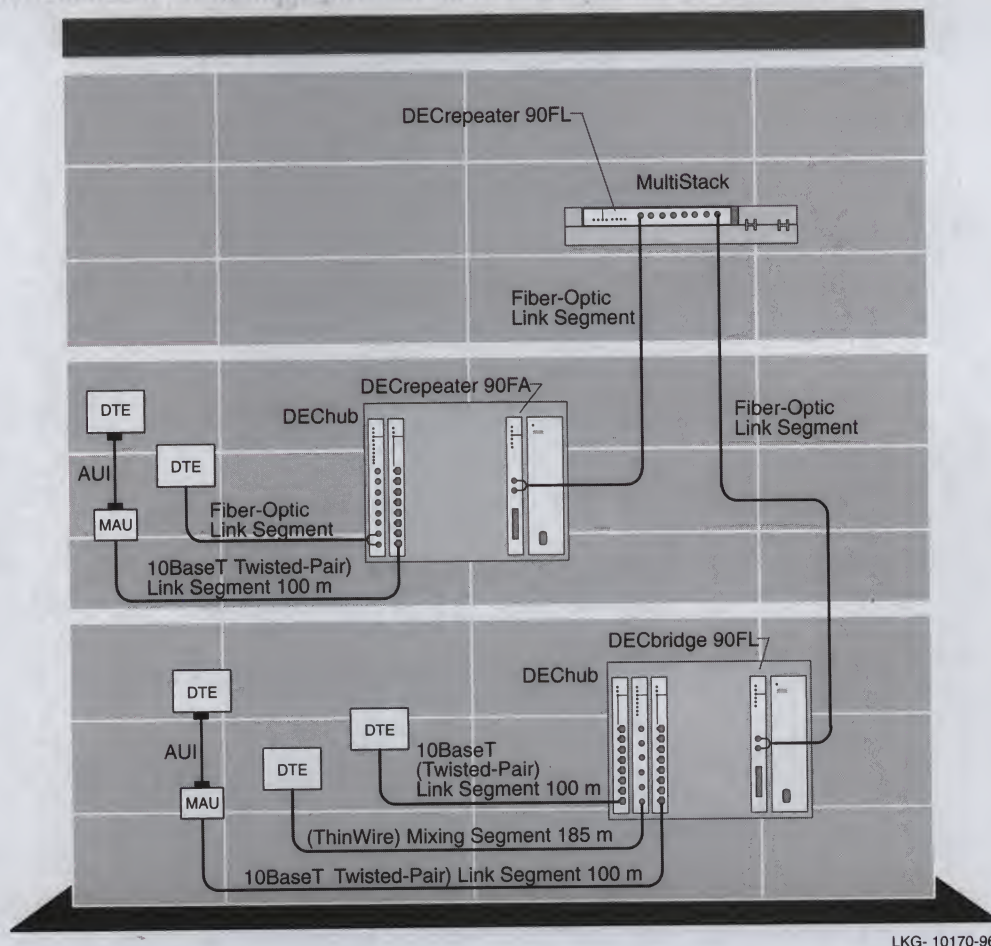 DECrepeater 90FL
MultiStack
Fiber-Optic
Link Segment
DECrepeater 90FA
DEChub
Fiber-Optic
Link Segment
DTE
AUI
DTE
MAU
Fiber-Optic
Link Segment
10BaseT Twisted-Pair)
Link Segment 100 m
DECbridge 90FL
DEChub
DTE
AUI
DTE
10BaseT
(Twisted-Pair)
Link Segment 100 m
DTE
MAU
(ThinWire) Mixing Segment 185 m
10BaseT Twisted-Pair) Link Segment 100 m
LKG- 10170-96